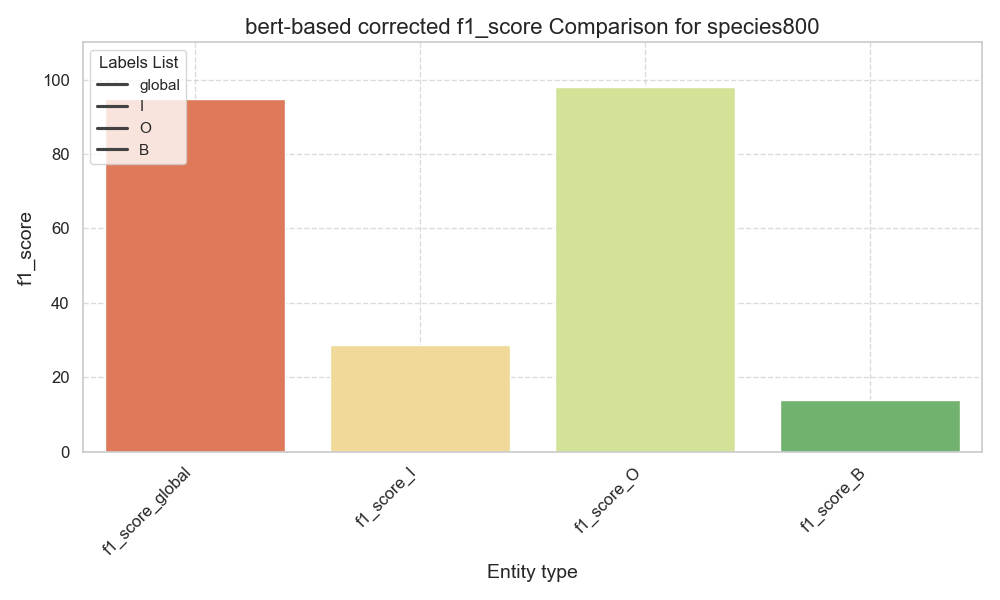 bert-based corrected f1_score Comparison for species800
Labels List
global
I
O
B
100
80
60
40
20
0
f1_score
f1_score_global
f1_score_I
f1_score_O
f1_score_B
Entity type